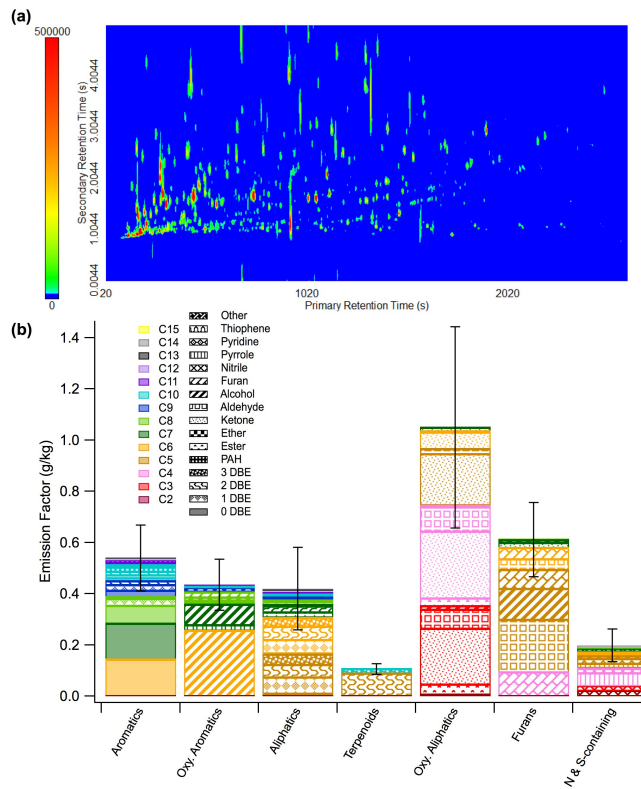 (a)
500000
0
Secondary Retention Time (s)
0.0044 1.0044 2.0044 3.0044 4.0044
20 1020 2020
Primary Retention Time (s)
(b)
Emission Factor (g/kg)
1.4
1.2
1.0
0.8
0.6
0.4
0.2
0.0
C15
C14
C13
C12
C11
C10
C9
C8
C7
C6
C5
C4
C3
C2
Other
Thiophene
Pyridine
Pyrrole
Nitrile
Furan
Alcohol
Aldehyde
Ketone
Ether
Ester
PAH
3 DBE
2 DBE
1 DBE
0 DBE
Aromatics
Oxy. Aromatics
Aliphatics
Terpenoids
Oxy. Aliphatics
Furans
N & S-containing